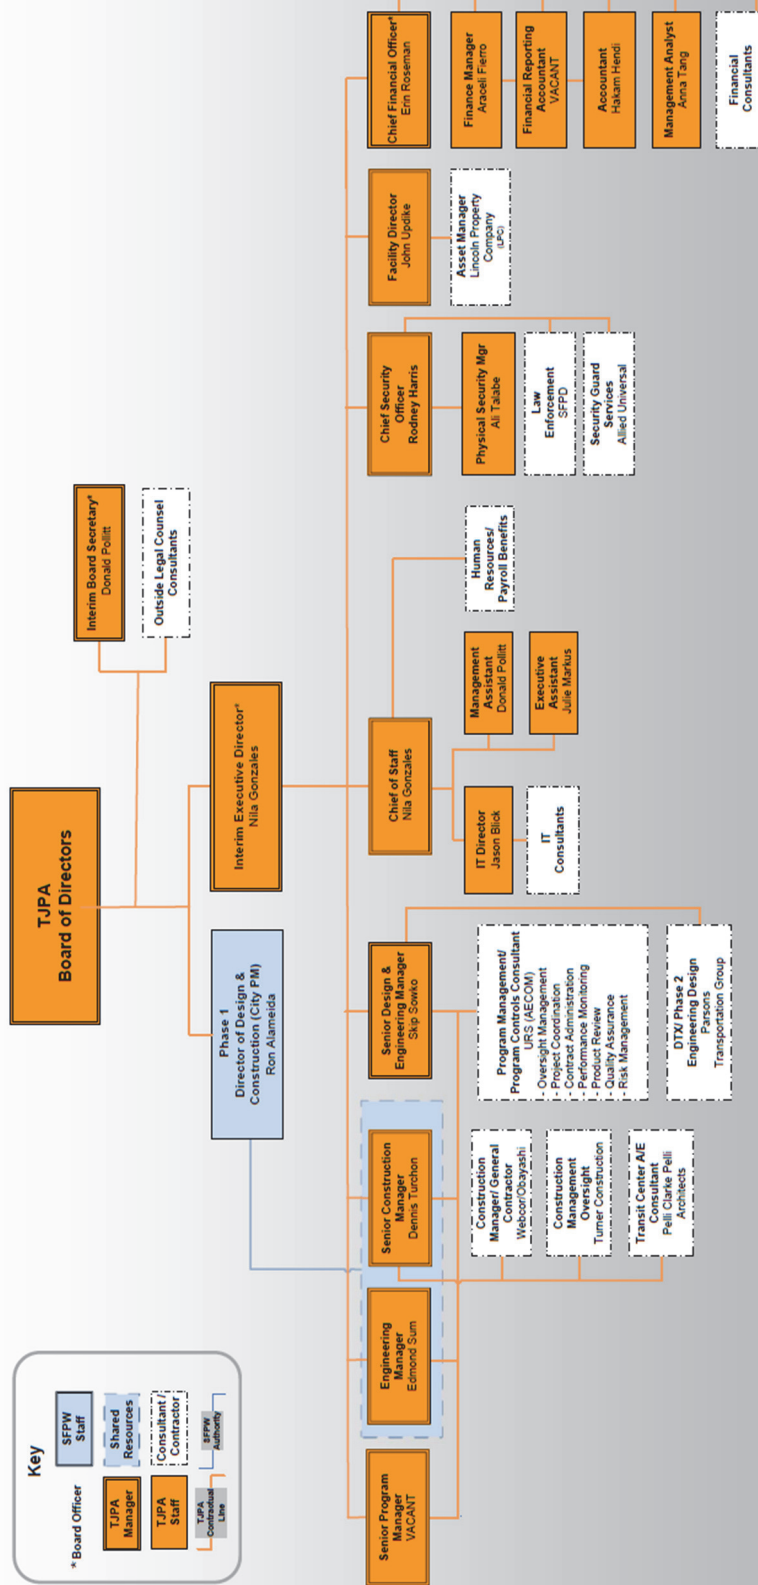 TJPA
Board of Directors
Interim Board Secretary*
Donald Pollitt
Outside Legal Counsel
Consultants
Phase 1
Director of Design &
Construction (City PM)
Ron Alameida
Interim Executive Director*
Nila Gonzales
Key
* Board Officer
SFPW
Staff
TJPA
Manager
Shared
Resources
TJPA
Staff
Consultant /
Contractor
TJPA
Contractual
Line
SFPW
Authority
Senior Program
Manager
VACANT
Engineering
Manager
Edmond Sum
Senior Construction
Manager
Dennis Turchon
Senior Design &
Engineering Manager
Skip Sowko
Chief of Staff
Nila Gonzales
Chief Security
Officer
Rodney Harris
Facility Director
John Updike
Chief Financial Officer*
Erin Roseman
Construction
Manager/ General
Contractor
Webcor/Obayashi
Construction
Management
Oversight
Turner Construction
Transit Center A/E
Consultant
Pelli Clarke Pelli
Architects
Program Management/
Program Controls Consultant
URS (AECOM)
- Oversight Management
- Project Coordination
- Contract Administration
- Performance Monitoring
- Product Review
- Quality Assurance
- Risk Management
DTX/ Phase 2
Engineering Design
Parsons
Transportation Group
IT Director
Jason Blick
IT
Consultants
Management
Assistant
Donald Pollitt
Executive
Assistant
Julie Markus
Human
Resources/
Payroll Benefits
Physical Security Mgr
Ali Talabe
Law
Enforcement
SFPD
Security Guard
Services
Allied Universal
Asset Manager
Lincoln Property
Company
(LPC)
Finance Manager
Araceli Fierro
Financial Reporting
Accountant
VACANT
Accountant
Hakam Hendi
Management Analyst
Anna Tang
Financial
Consultants